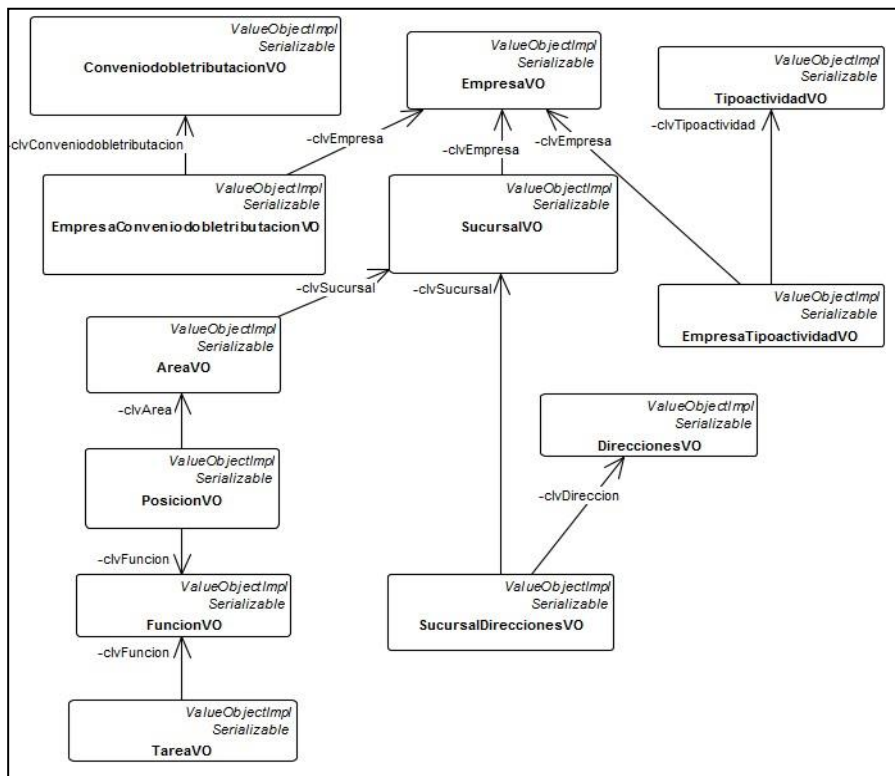 ValueObjectImpl
Serializable
ConveniodobletributacionVO
ValueObjectImpl
Serializable
EmpresaVO
ValueObjectImpl
Serializable
TipoactividadVO
-clvConveniodobletributacion
-clvEmpresa
-clvEmpresa
-clvEmpresa
-clvTipoactividad
ValueObjectImpl
Serializable
EmpresaConveniodobletributacionVO
ValueObjectImpl
Serializable
SucursalVO
-clvSucursal
-clvSucursal
ValueObjectImpl
Serializable
EmpresaTipoactividadVO
ValueObjectImpl
Serializable
AreaVO
-clvArea
ValueObjectImpl
Serializable
DireccionesVO
ValueObjectImpl
Serializable
PosicionVO
-clvDireccion
-clvFuncion
ValueObjectImpl
Serializable
FuncionVO
ValueObjectImpl
Serializable
SucursalDireccionesVO
-clvFuncion
ValueObjectImpl
Serializable
TareaVO